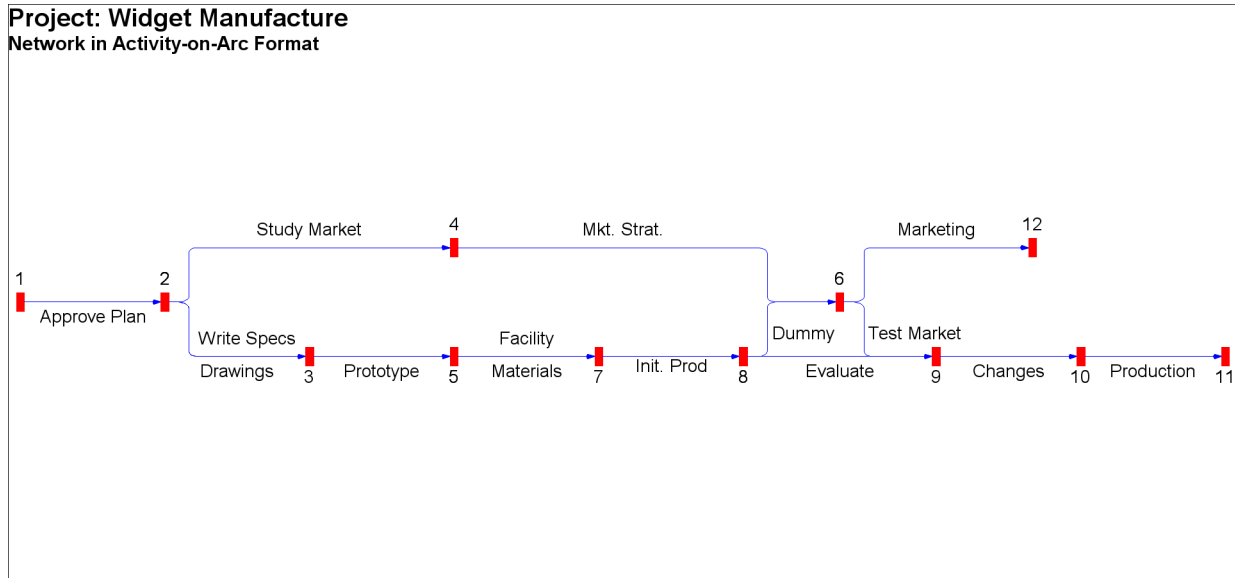 Project: Widget Manufacture
Network in Activity-on-Arc Format
4
12
Study Market
Mkt. Strat.
Marketing
1
2
6
Approve Plan
Write Specs
Facility
Dummy
Test Market
Drawings
3
Prototype
5
Materials
7
Init. Prod
8
Evaluate
9
Changes
10
Production
11